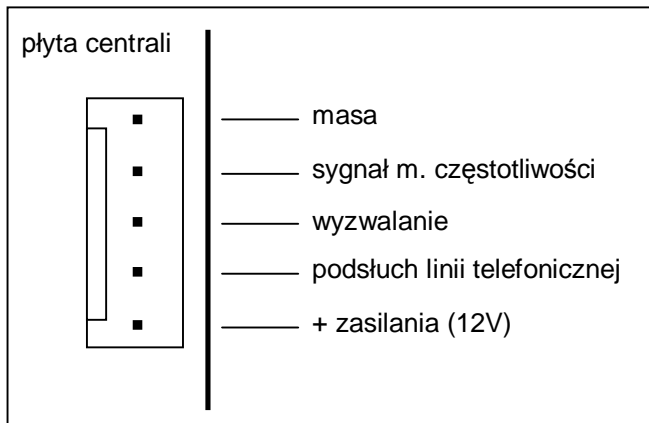 płyta centrali
masa
sygnał m. częstotliwości
wyzwalanie
podsłuch linii telefonicznej
+ zasilania (12V)